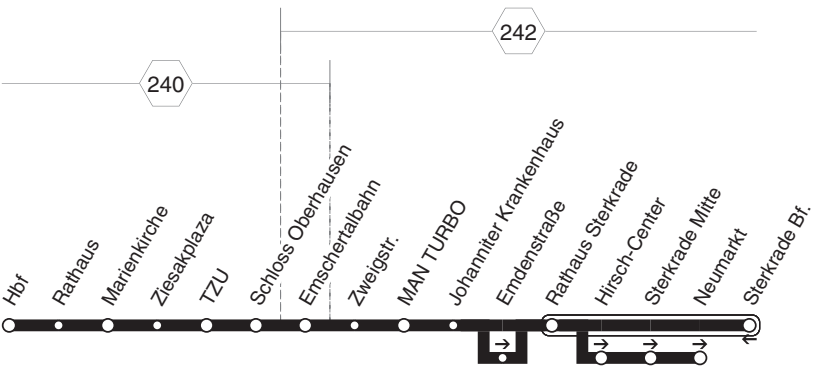 242
240
Hbf
Rathaus
Marienkirche
Ziesakplaza
TZU
Schloss Oberhausen
Emschertalbahn
Zweigstr.
MAN TURBO
Johanniter Krankenhaus
Emdenstraße
Rathaus Sterkrade
Hirsch-Center
Sterkrade Mitte
Neumarkt
Sterkrade Bf.